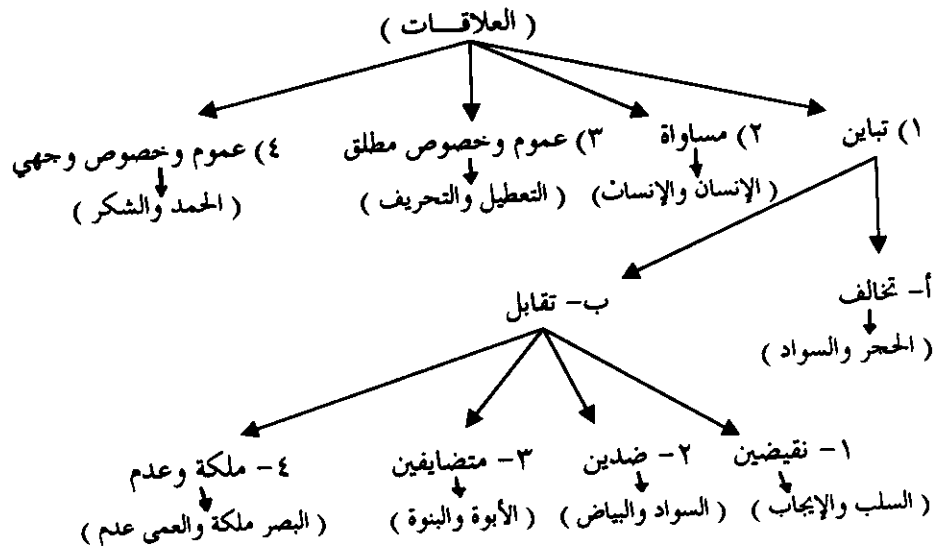 ( العلاقـــات )
١) تباين ٢) مساواة ٣) عموم وخصوص مطلق ٤) عموم وخصوص وجهي
(الإنسان والإنسان) ( التعطيل والتحريف ) ( الحمد والشكر )
أ- تخالف ب- تقابل
( الحجر والسواد )
١- نقيضين ٢- ضدين ٣- متضايفين ٤- ملكة وعدم
( السلب والإيجاب ) ( السواد والبياض ) ( الأبوة والبنوة ) ( البصر ملكة والعمى عدم )